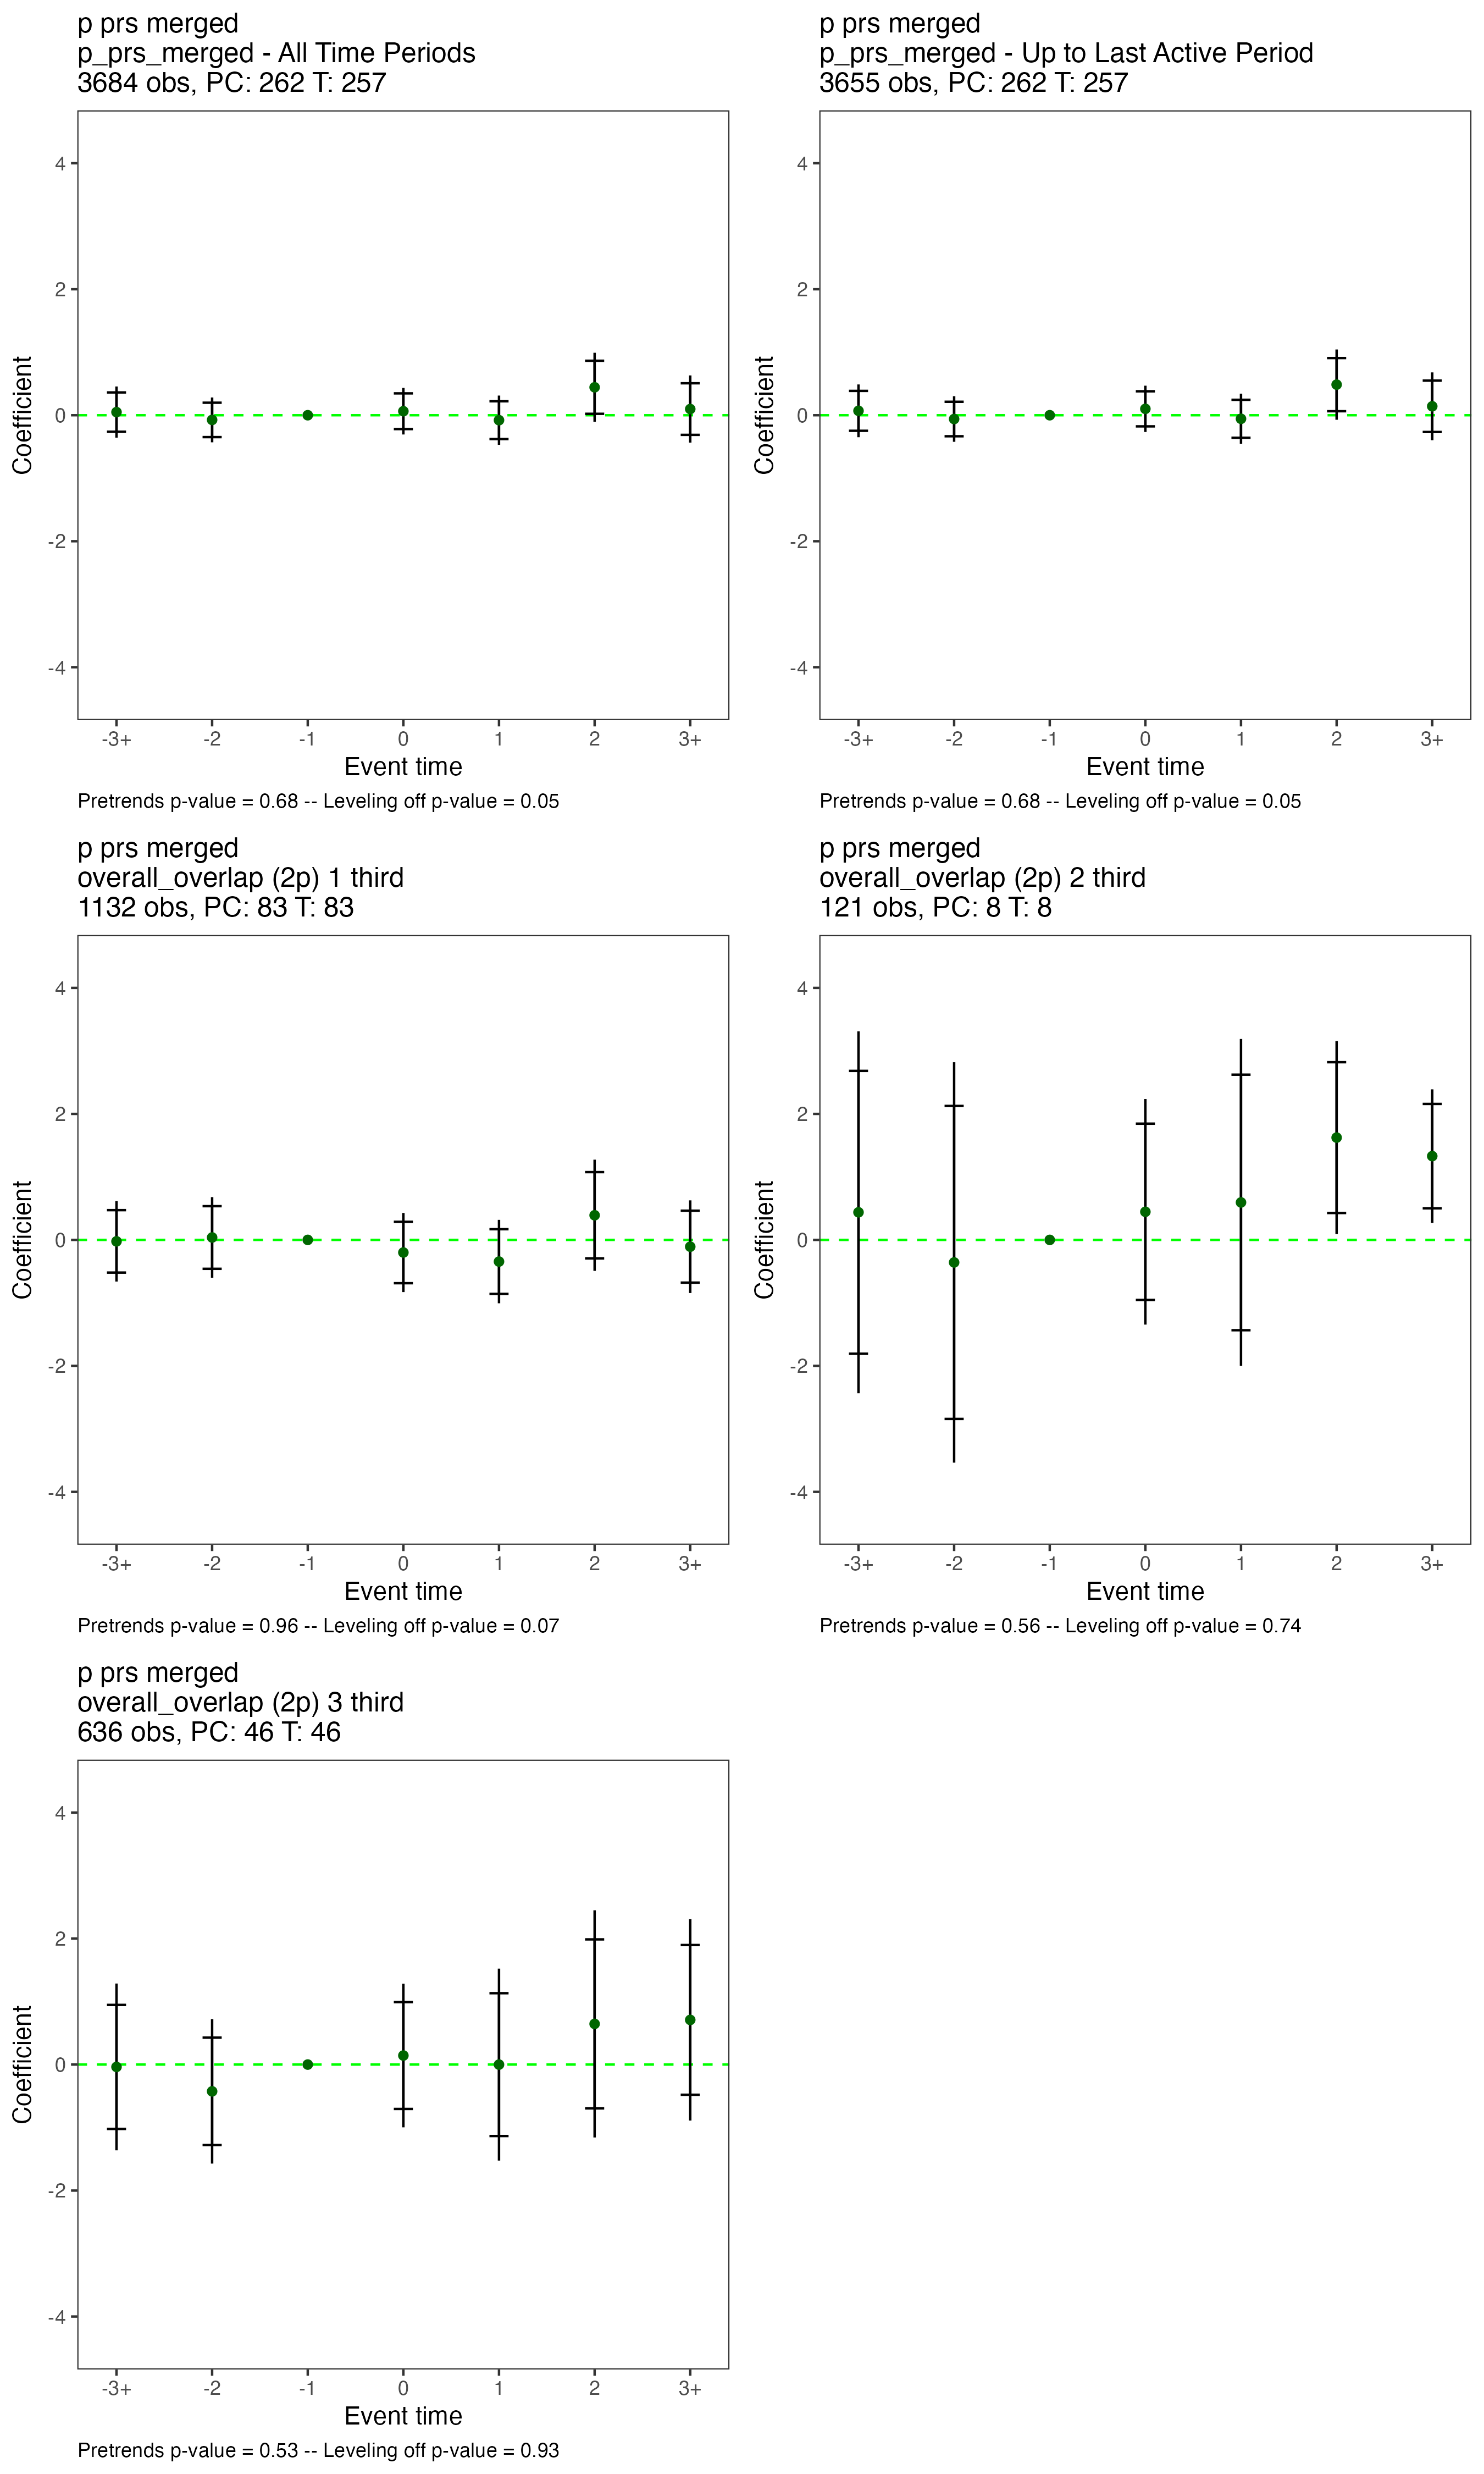 p prs merged
p_prs_merged - All Time Periods
3684 obs, PC: 262 T: 257
4
2
0
-2
-4
Coefficient
-3+ -2 -1 0 1 2 3+
Event time
Pretrends p-value = 0.68 -- Leveling off p-value = 0.05
p prs merged
p_prs_merged - Up to Last Active Period
3655 obs, PC: 262 T: 257
4
2
0
-2
-4
Coefficient
-3+ -2 -1 0 1 2 3+
Event time
Pretrends p-value = 0.68 -- Leveling off p-value = 0.05
p prs merged
overall_overlap (2p) 1 third
1132 obs, PC: 83 T: 83
4
2
0
-2
-4
Coefficient
-3+ -2 -1 0 1 2 3+
Event time
Pretrends p-value = 0.96 -- Leveling off p-value = 0.07
p prs merged
overall_overlap (2p) 2 third
121 obs, PC: 8 T: 8
4
2
0
-2
-4
Coefficient
-3+ -2 -1 0 1 2 3+
Event time
Pretrends p-value = 0.56 -- Leveling off p-value = 0.74
p prs merged
overall_overlap (2p) 3 third
636 obs, PC: 46 T: 46
4
2
0
-2
-4
Coefficient
-3+ -2 -1 0 1 2 3+
Event time
Pretrends p-value = 0.53 -- Leveling off p-value = 0.93